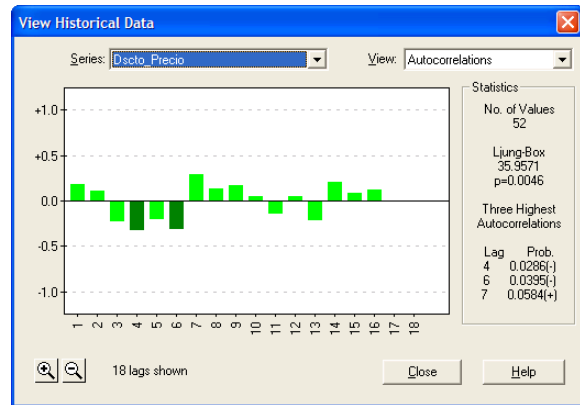 View Historical Data
Series: Dscto_Precio View: Autocorrelations
Statistics
No. of Values
52
Ljung-Box
35.9571
p=0.0046
Three Highest
Autocorrelations
Lag Prob.
4 0.0286(-)
6 0.0395(-)
7 0.0584(+)
+1.0
+0.5
0.0
-0.5
-1.0
1 2 3 4 5 6 7 8 9 10 11 12 13 14 15 16 17 18
18 lags shown
Close Help